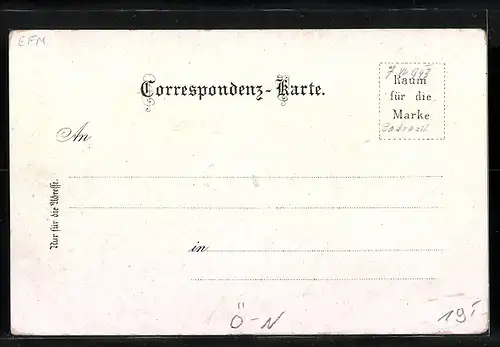 EFM
Correspondenz-Karte.
Raum
für die
Marke
An
Nur für die Adresse.
in
Ö-N